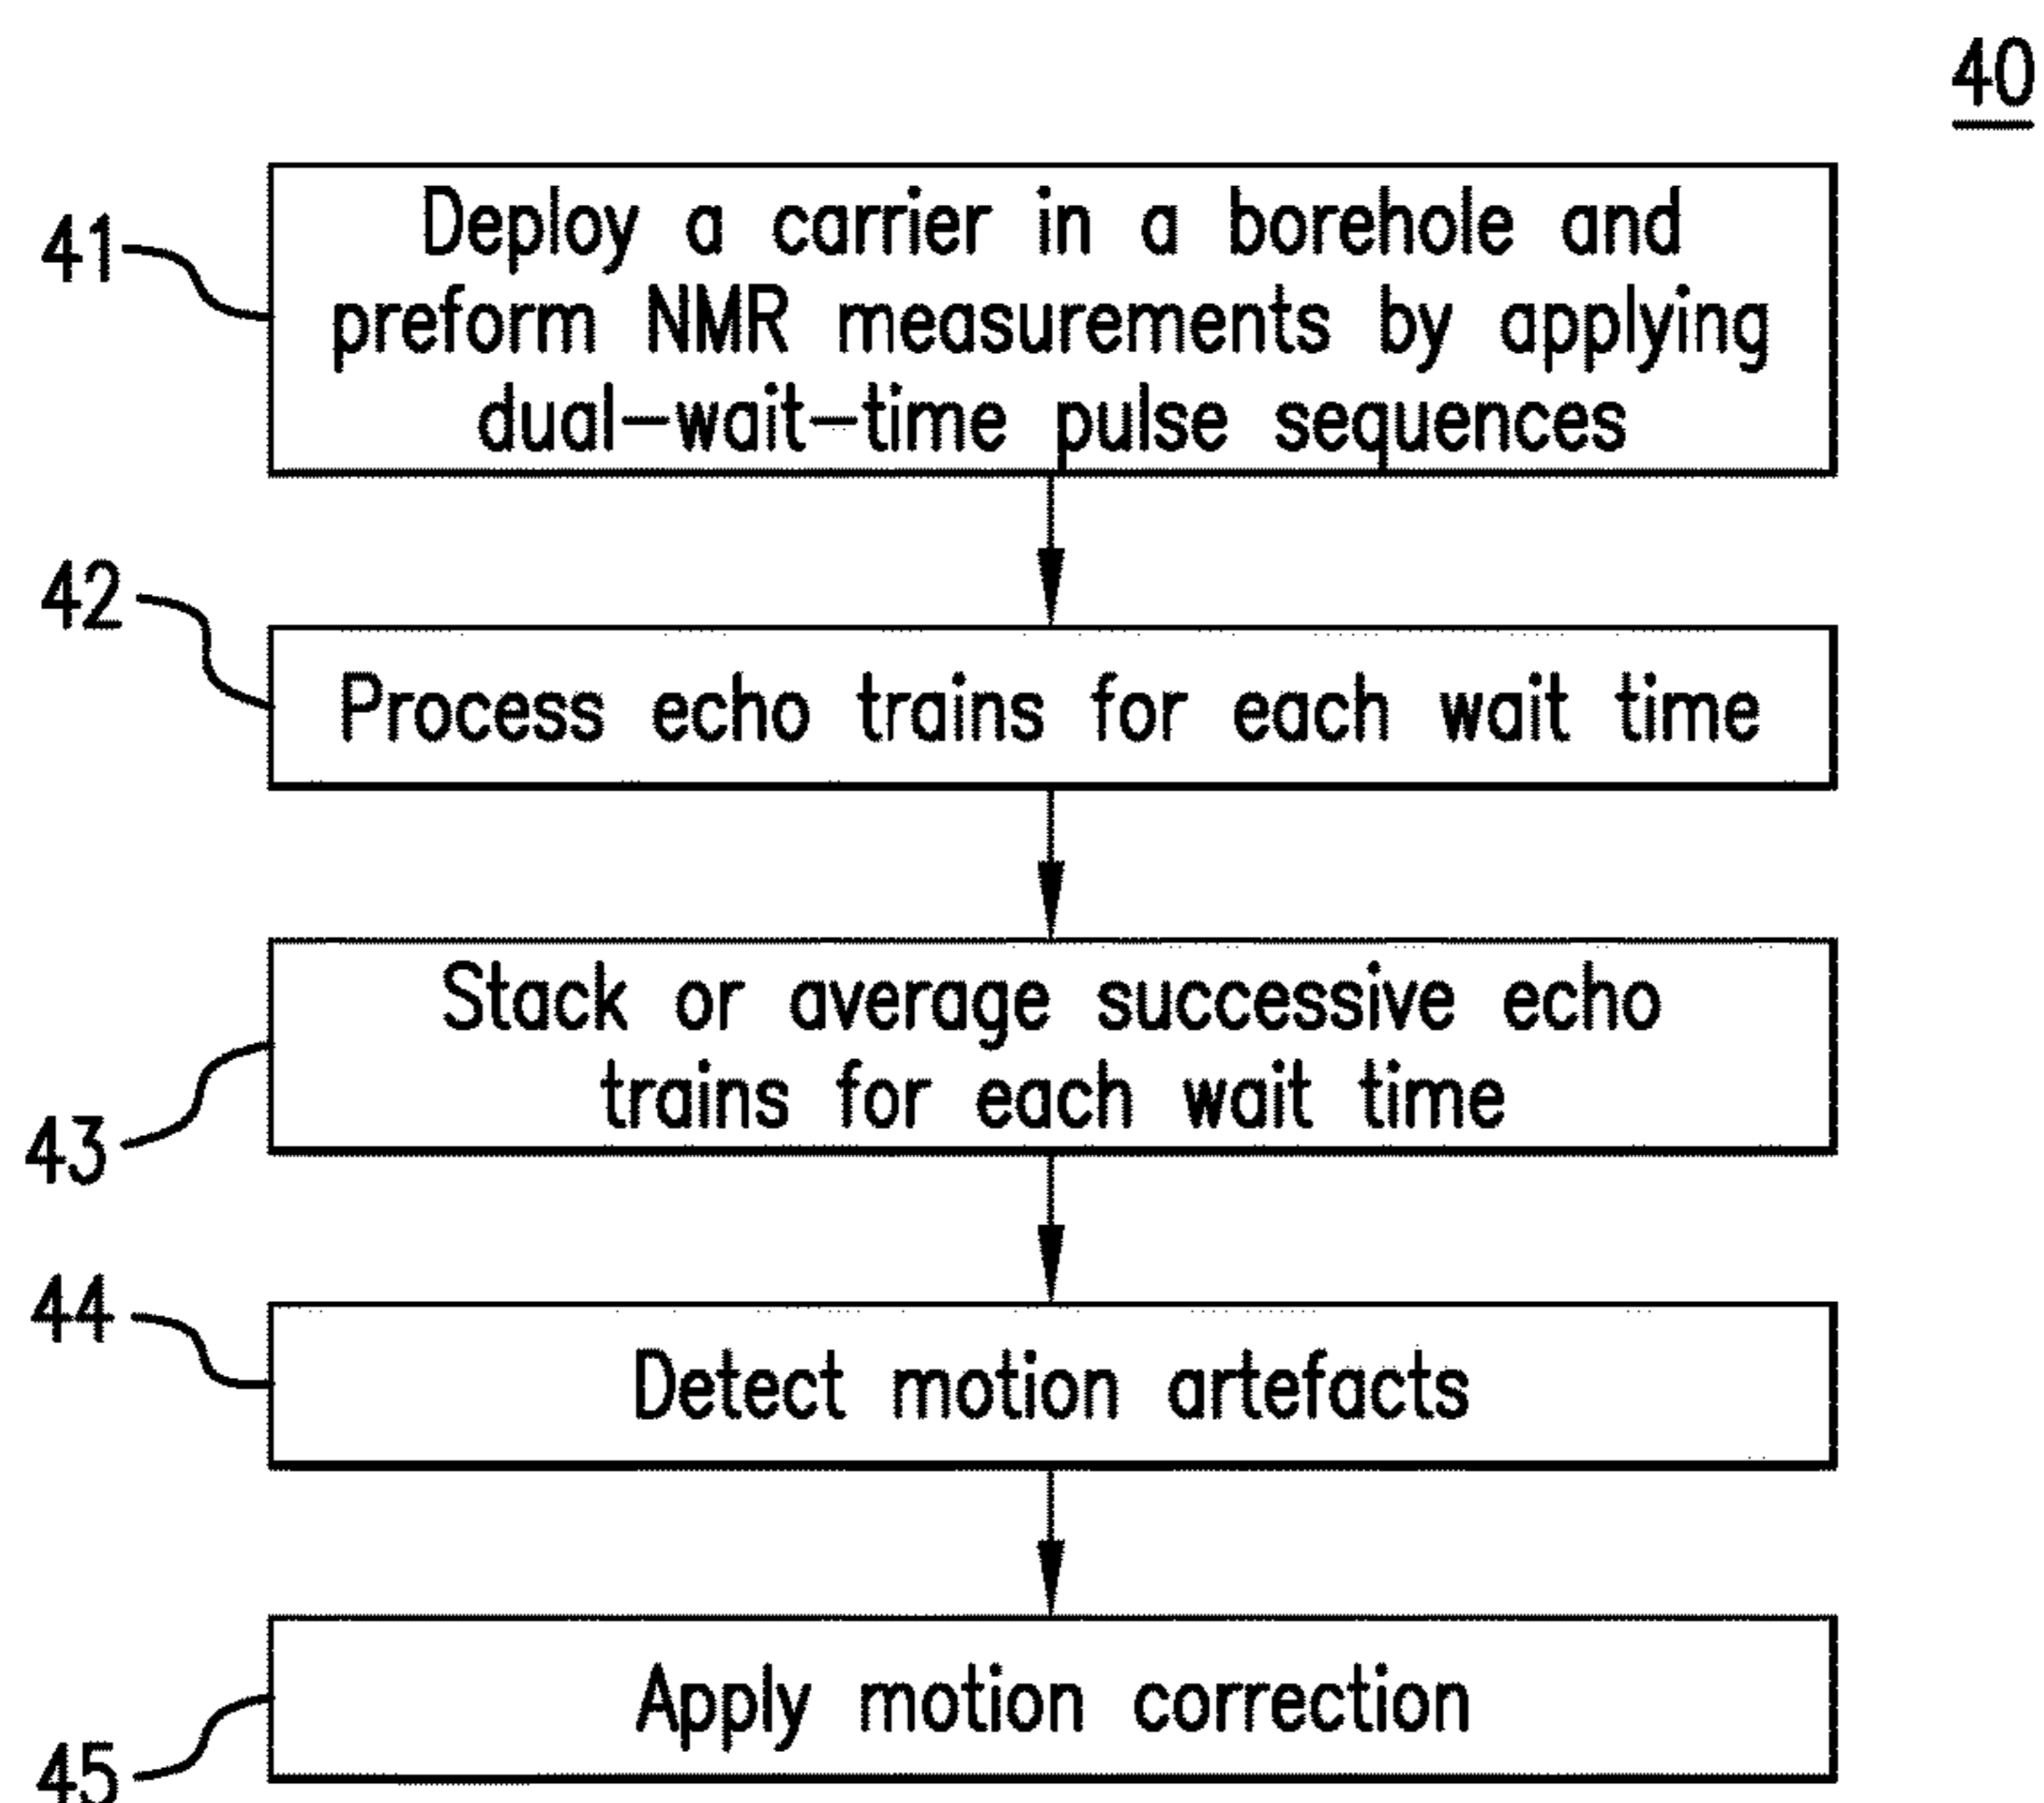 40
41
Deploy a carrier in a borehole and
preform NMR measurements by applying
dual-wait-time pulse sequences
42
Process echo trains for each wait time
43
Stack or average successive echo
trains for each wait time
44
Detect motion artefacts
45
Apply motion correction